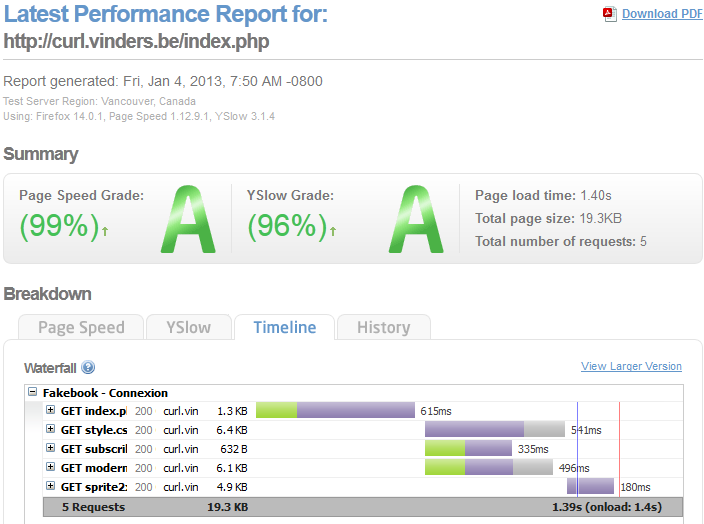 Latest Performance Report for:
Download PDF
http://curl.vinders.be/index.php
Report generated: Fri, Jan 4, 2013, 7:50 AM -0800
Test Server Region: Vancouver, Canada
Using: Firefox 14.0.1, Page Speed 1.12.9.1, YSlow 3.1.4
Summary
Page Speed Grade:
(99%)↑
A
YSlow Grade:
(96%)↑
A
Page load time: 1.40s
Total page size: 19.3KB
Total number of requests: 5
Breakdown
Page Speed YSlow Timeline History
Waterfall ?
View Larger Version
Fakebook - Connexion
GET index.p 200 curl.vin 1.3 KB 615ms
GET style.cs 200 curl.vin 6.4 KB 541ms
GET subscri 200 curl.vin 632 B 335ms
GET modern 200 curl.vin 6.1 KB 496ms
GET sprite2 200 curl.vin 4.9 KB 180ms
5 Requests 19.3 KB 1.39s (onload: 1.4s)